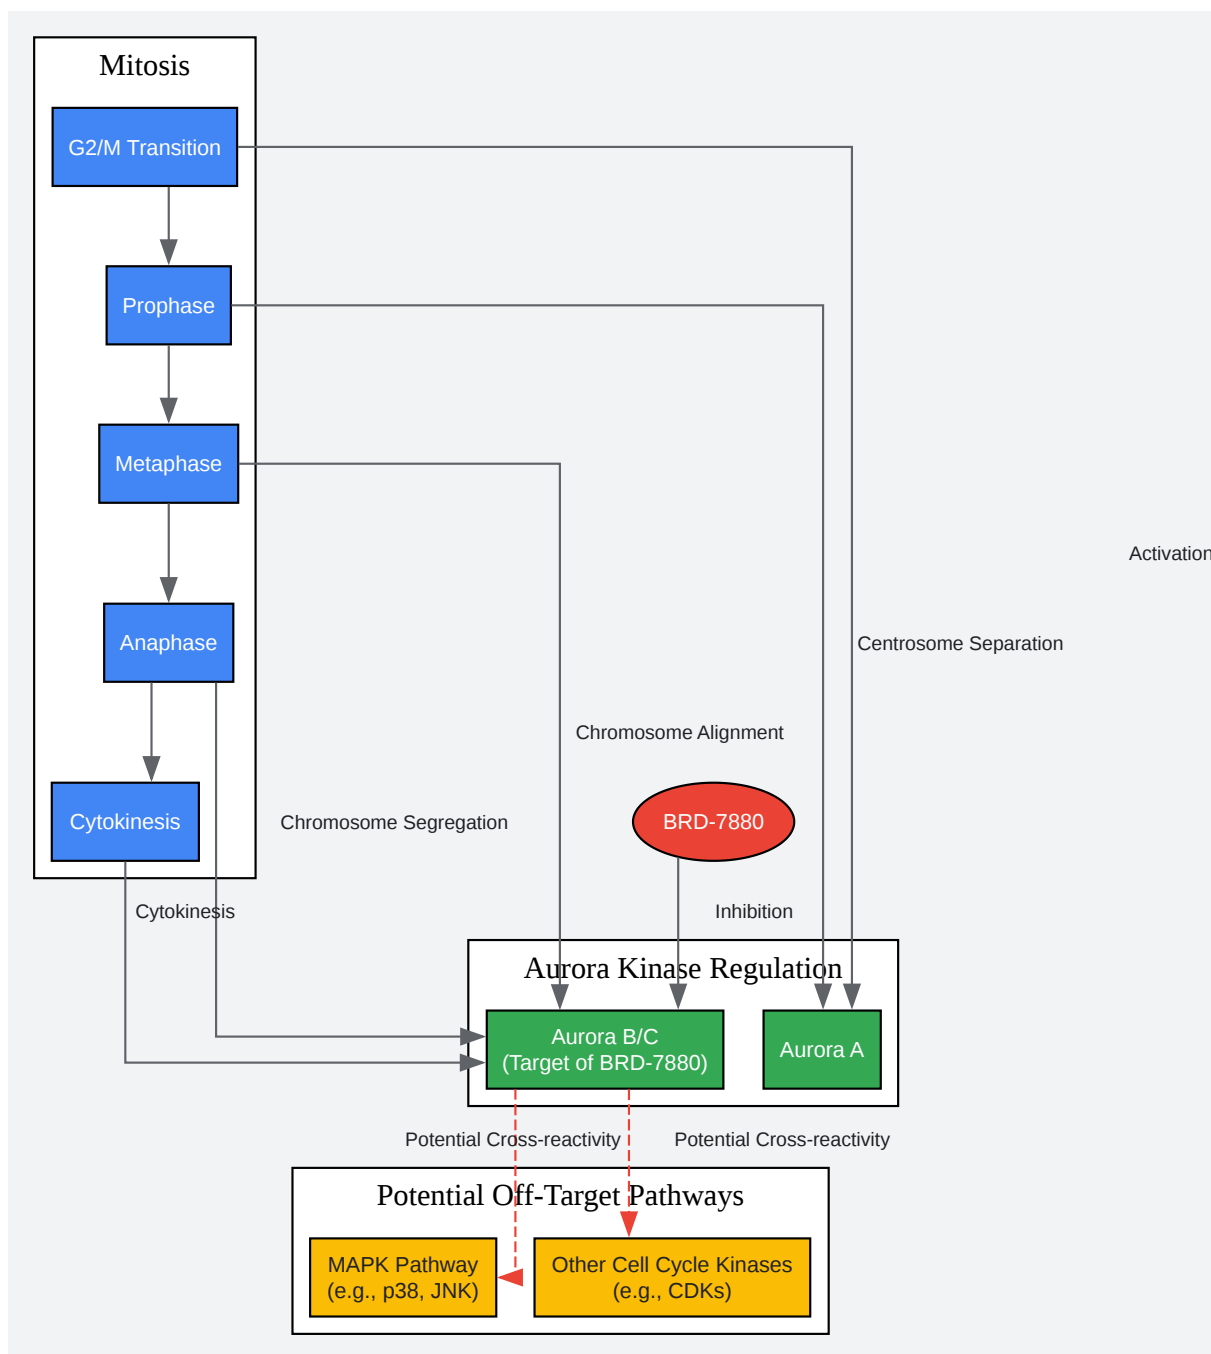 Mitosis
G2/M Transition
Prophase
Metaphase
Activation
Anaphase
Centrosome Separation
Chromosome Alignment
Cytokinesis
Chromosome Segregation
BRD-7880
Cytokinesis
Inhibition
Aurora Kinase Regulation
Aurora B/C
(Target of BRD-7880)
Aurora A
Potential Cross-reactivity
Potential Cross-reactivity
Potential Off-Target Pathways
MAPK Pathway
(e.g., p38, JNK)
Other Cell Cycle Kinases
(e.g., CDKs)